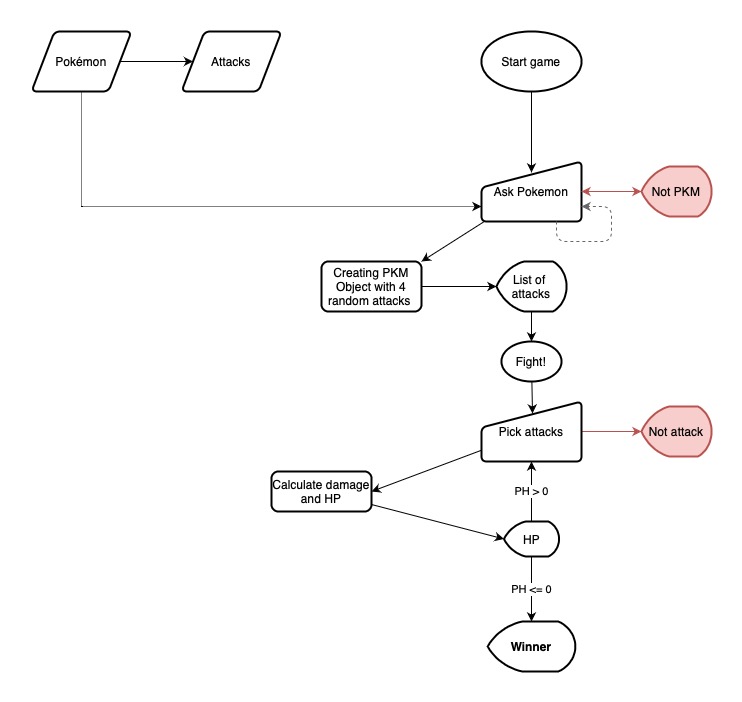 Pokémon
Attacks
Start game
Ask Pokemon
Not PKM
Creating PKM
Object with 4
random attacks
List of
attacks
Fight!
Pick attacks
Not attack
Calculate damage
and HP
PH > 0
HP
PH <= 0
Winner